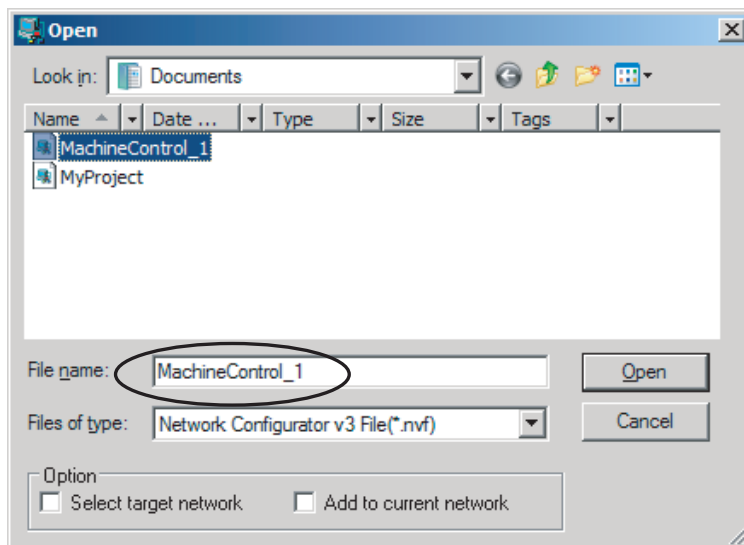 Open
Look in: Documents
Name Date ... Type Size Tags
MachineControl_1
MyProject
File name: MachineControl_1 Open
Files of type: Network Configurator v3 File(*.nvf) Cancel
Option
Select target network Add to current network